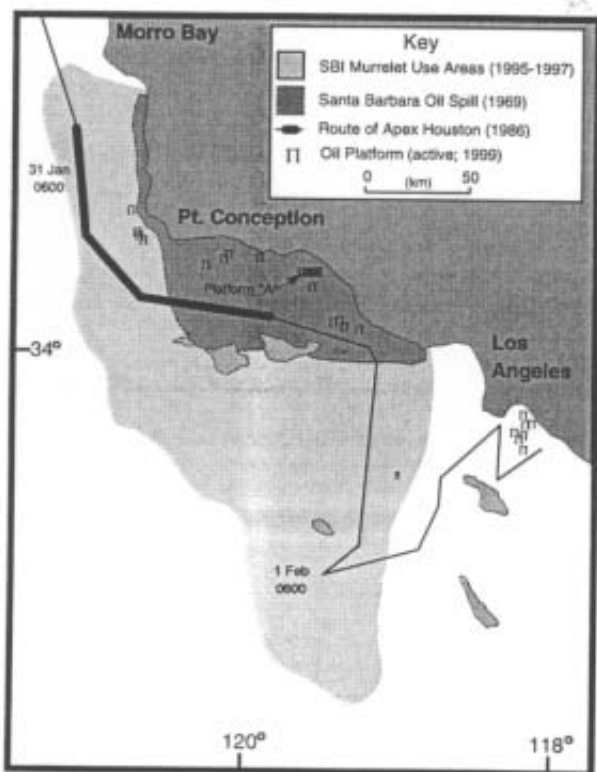 Morro Bay
Key
SBI Murrelet Use Areas (1995-1997)
Santa Barbara Oil Spill (1969)
Route of Apex Houston (1986)
Oil Platform (active; 1999)
0 50
(km)
31 Jan
0600
Pt. Conception
Platform "A"
34°
Los
Angeles
1 Feb
0600
120°
118°